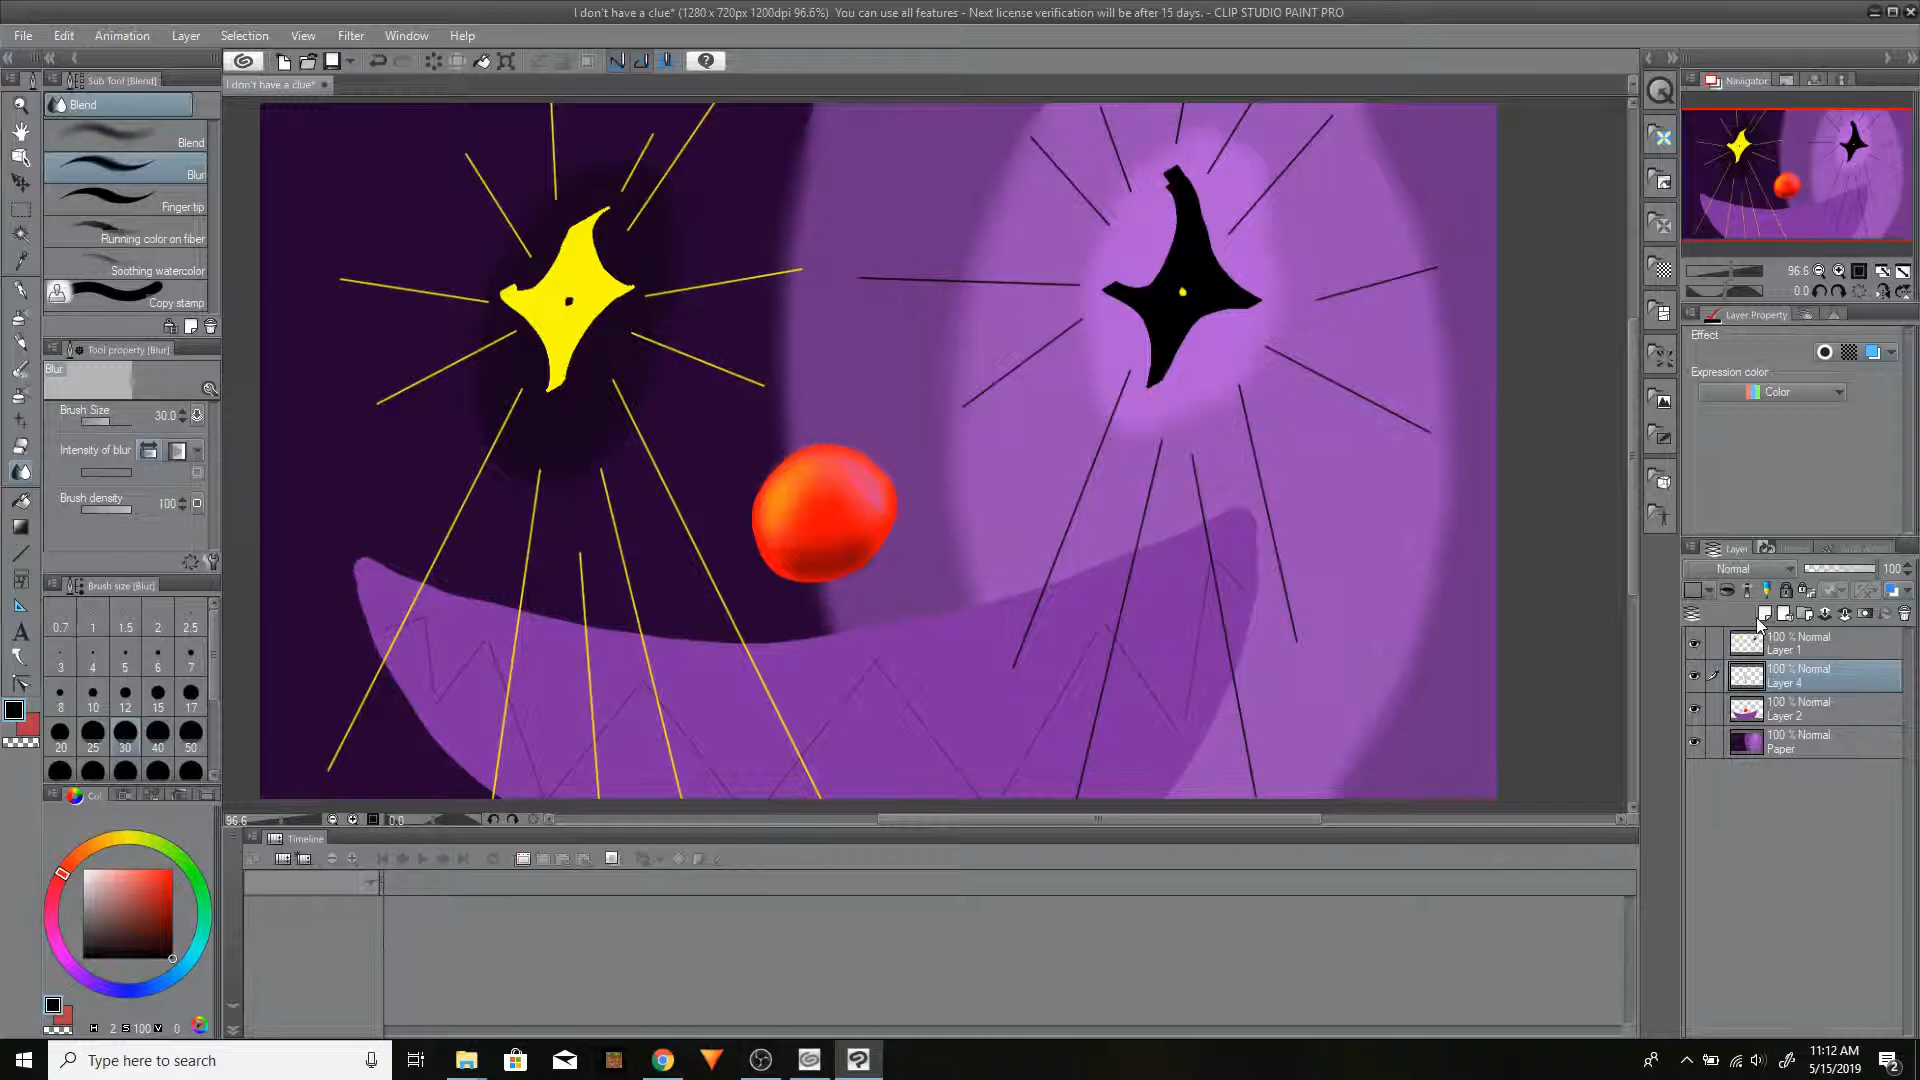 I don't have a clue* (1280 x 720px 1200dpi 96.6%)  You can use all features - Next license verification will be after 15 days. - CLIP STUDIO PAINT PRO
File Edit Animation Layer Selection View Filter Window Help
Sub Tool [Blend]
I don't have a clue*
Navigator
Blend
Blend
Blur
Finger tip
Running color on fiber
Soothing watercolor
Copy stamp
96.6
0.0
Layer Property
Effect
Expression color
Color
Tool property [Blur]
Blur
Brush Size 30.0
Intensity of blur
Brush density 100
Layer
Normal 100
100 % Normal
Layer 1
100 % Normal
Layer 4
100 % Normal
Layer 2
100 % Normal
Paper
Brush size [Blur]
0.7 1 1.5 2 2.5
3 4 5 6 7
8 10 12 15 17
20 25 30 40 50
Col
96.6 0.0
Timeline
H 2 S 100 V 0
Type here to search
11:12 AM
5/15/2019
2